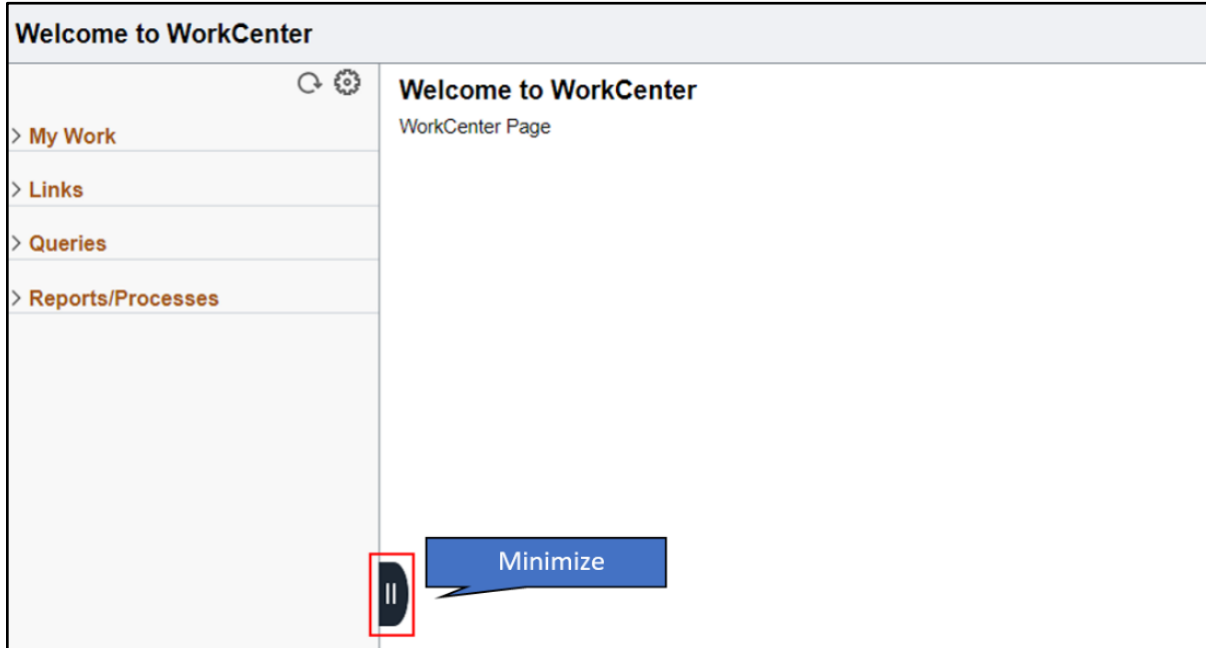 Welcome to WorkCenter
My Work
Links
Queries
Reports/Processes
Welcome to WorkCenter
WorkCenter Page
Minimize